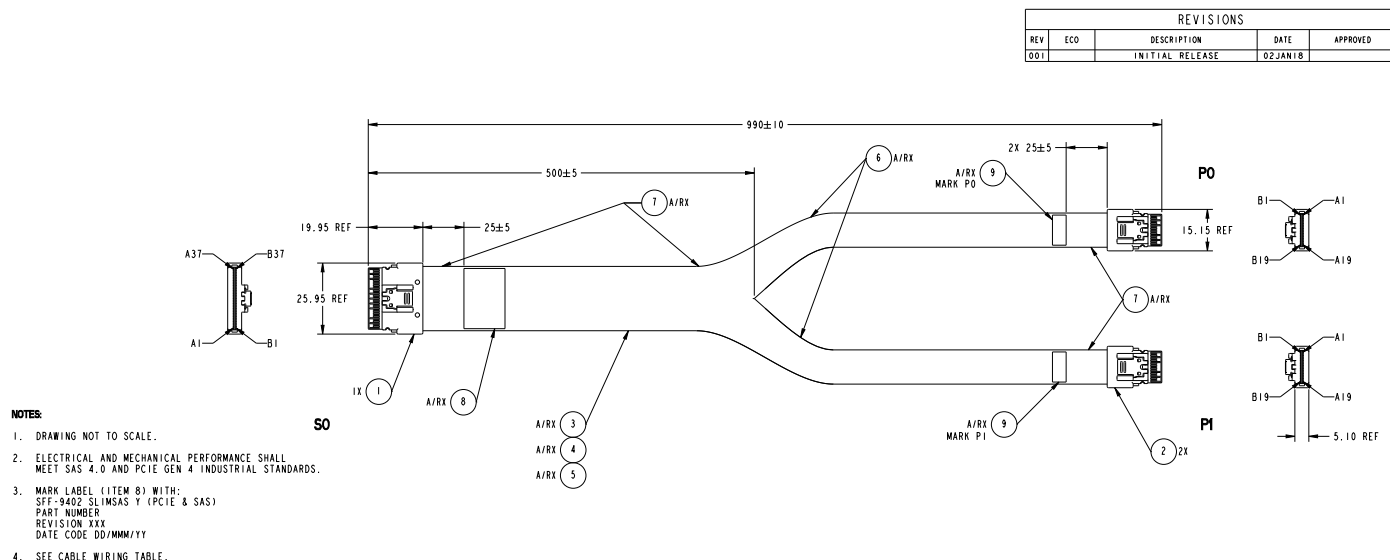 REVISIONS
REV ECO DESCRIPTION DATE APPROVED
001 INITIAL RELEASE 02JAN18
990±10
2X 25±5
6 A/RX
A/RX 9
MARK P0
P0
500±5
7 A/RX
19.95 REF
25±5
B1 A1
15.15 REF
B19 A19
A37 B37
25.95 REF
A1 B1
7 A/RX
B1 A1
B19 A19
5.10 REF
1X 1
A/RX 8
S0
A/RX 3
A/RX 4
A/RX 5
A/RX 9
MARK P1
P1
2 2X
NOTES:
1. DRAWING NOT TO SCALE.
2. ELECTRICAL AND MECHANICAL PERFORMANCE SHALL
MEET SAS 4.0 AND PCIE GEN 4 INDUSTRIAL STANDARDS.
3. MARK LABEL (ITEM 8) WITH:
SFF-9402 SLIMSAS Y (PCIE & SAS)
PART NUMBER
REVISION XXX
DATE CODE DD/MMM/YY
4. SEE CABLE WIRING TABLE.